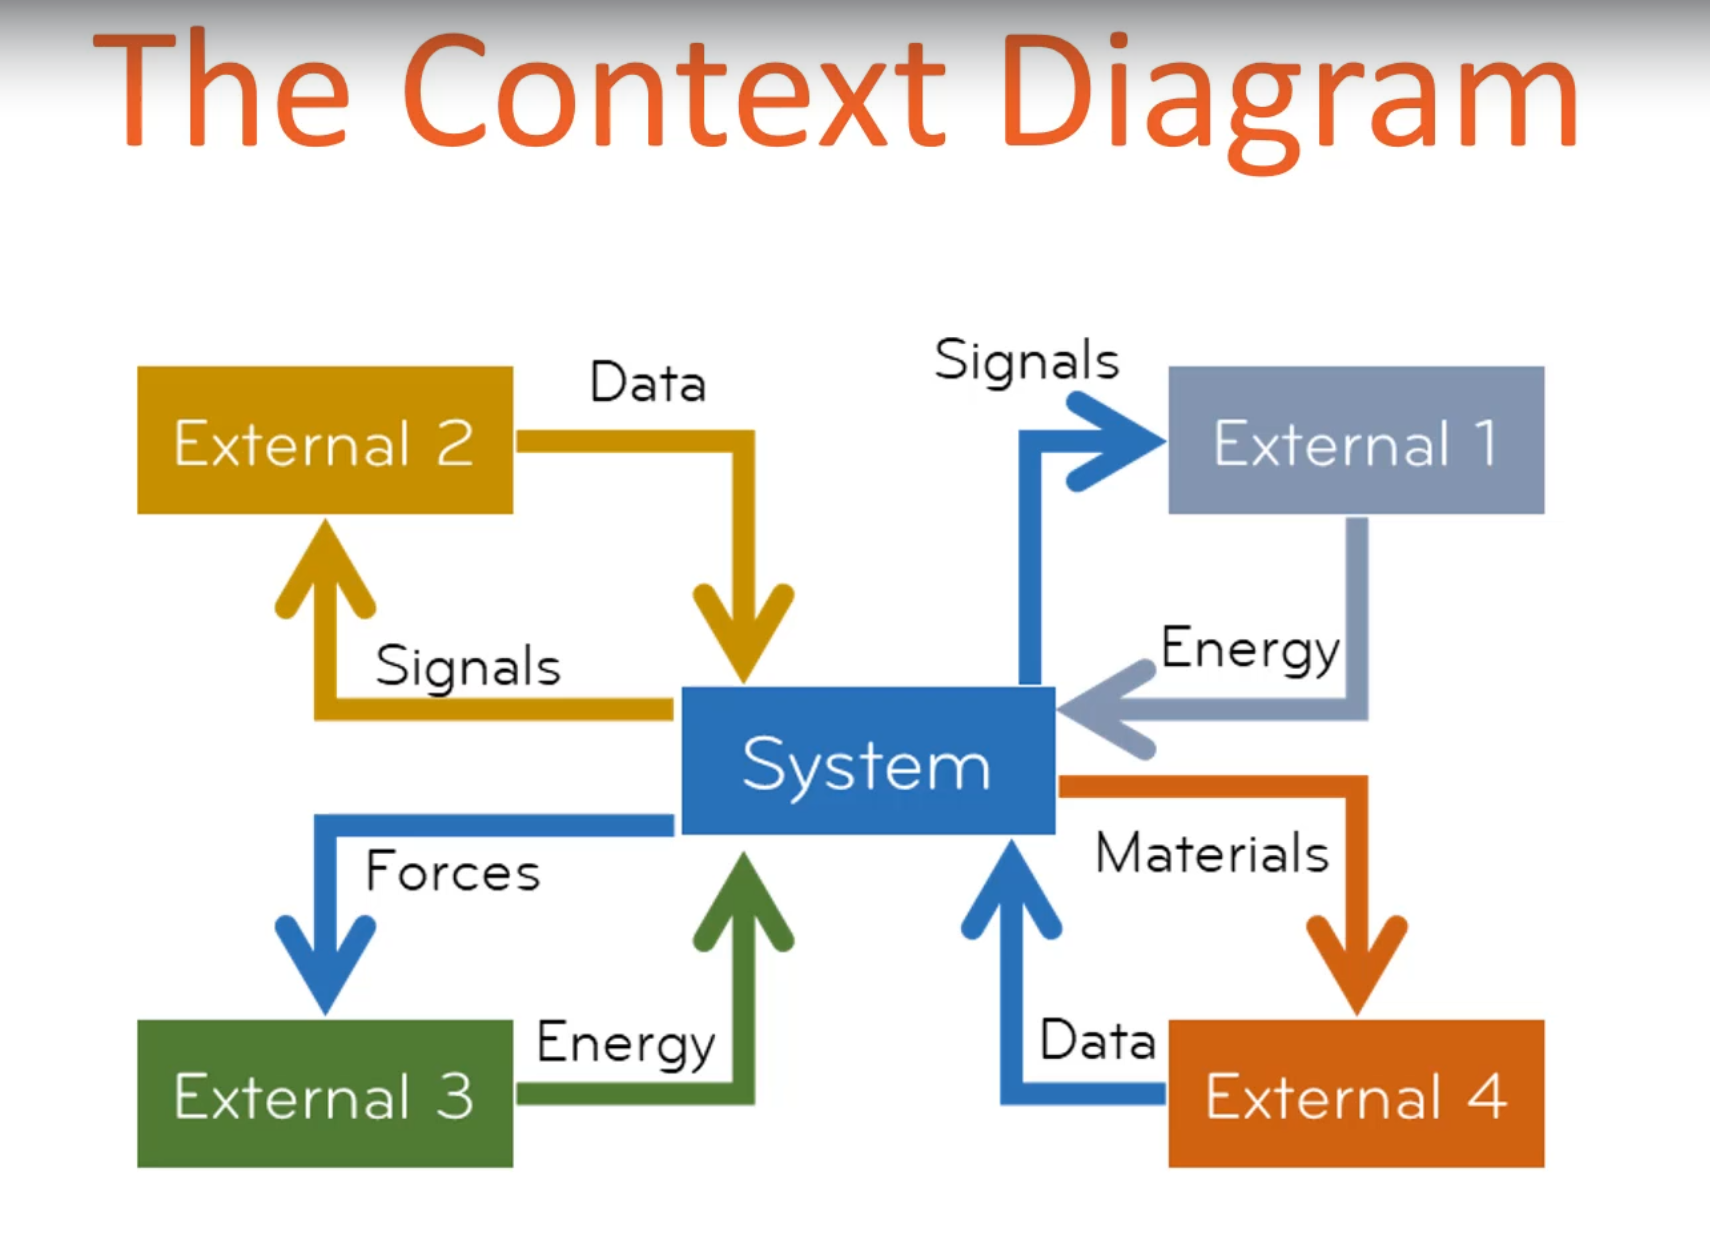 The Context Diagram
Signals
Data
External 2
External 1
Energy
Signals
System
Materials
Forces
Data
Energy
External 3
External 4